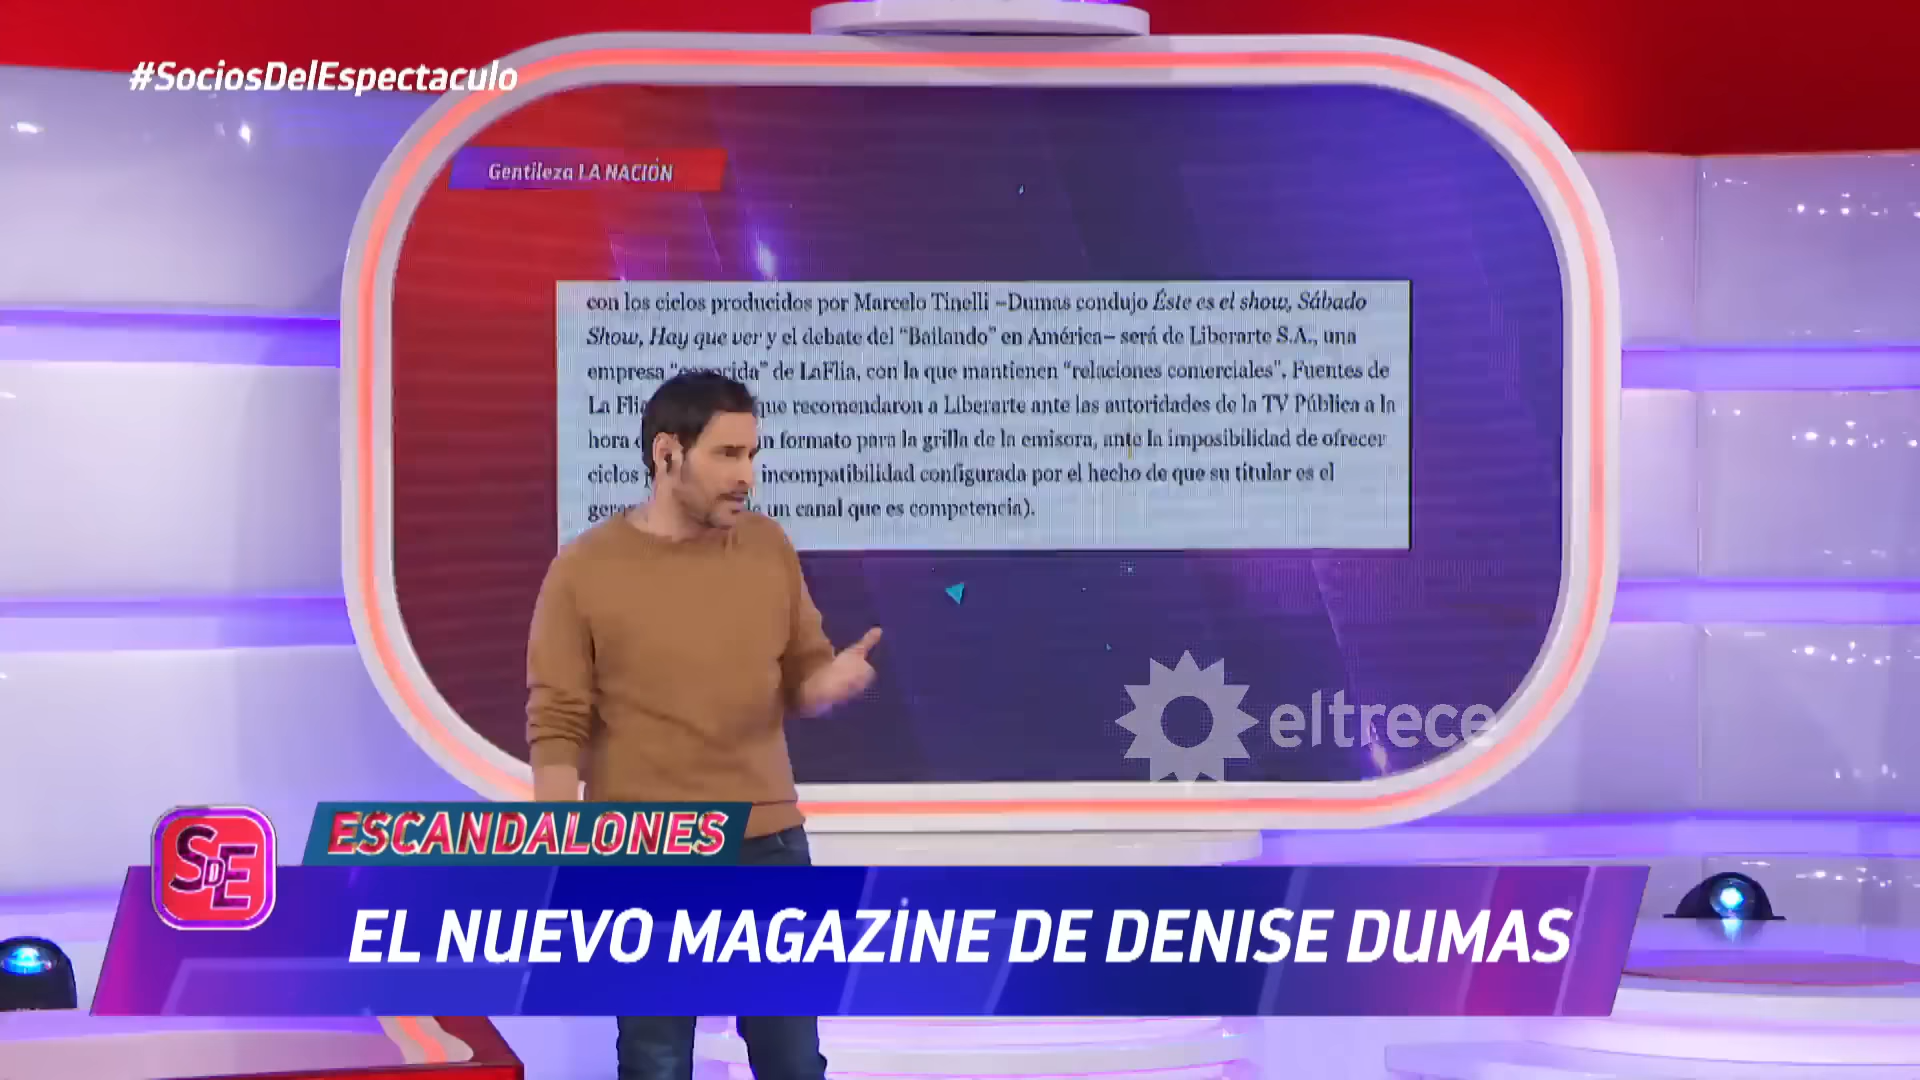 #SociosDelEspectaculo
Gentileza LA NACIÓN
con los ciclos producidos por Marcelo Tinelli –Dumas condujo Éste es el show, Sábado
Show, Hay que ver y el debate del “Bailando” en América– será de Liberarte S.A., una
empresa “conocida” de LaFlia, con la que mantienen “relaciones comerciales”. Fuentes de
La Flia que recomendaron a Liberarte ante las autoridades de la TV Pública a la
hora formato para la grilla de la emisora, ante la imposibilidad de ofrecer
ciclos incompatibilidad configurada por el hecho de que su titular es el
un canal que es competencia).
eltrece
ESCANDALONES
SDE
EL NUEVO MAGAZINE DE DENISE DUMAS